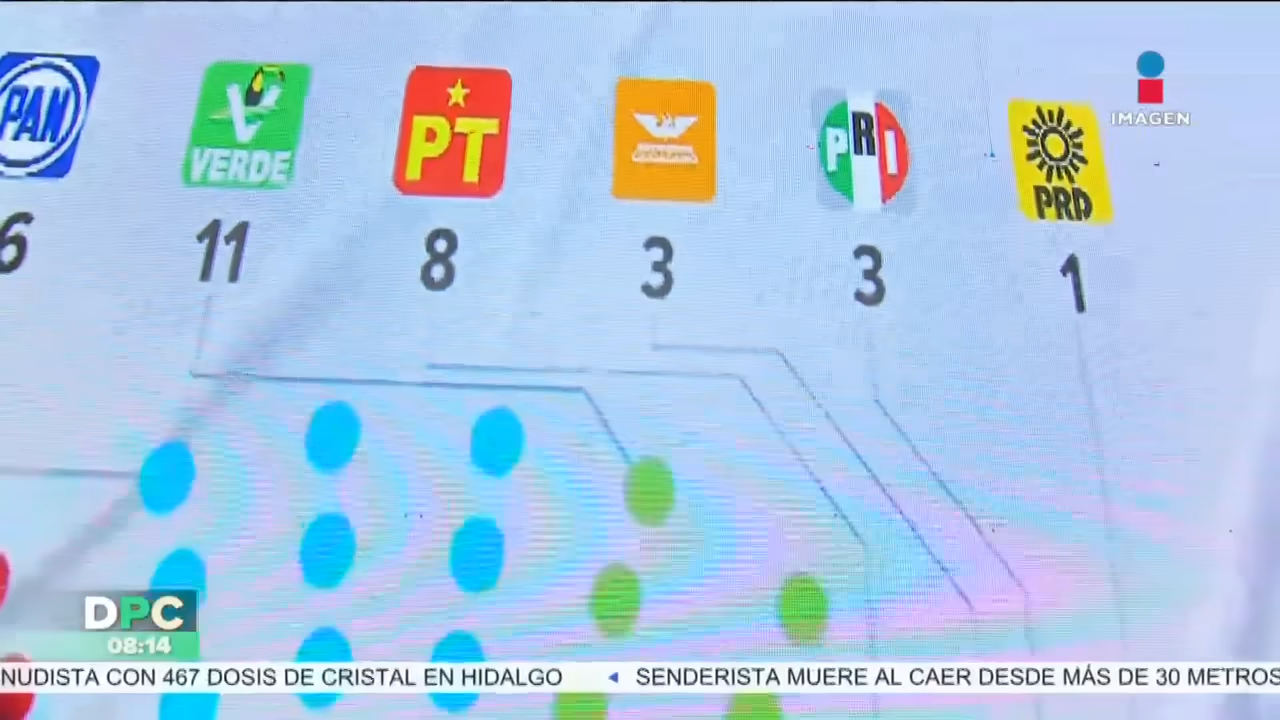 PAN
VERDE
PT
PRI
PRD
IMAGEN
6
11
8
3
3
1
DPC
08:14
NUDISTA CON 467 DOSIS DE CRISTAL EN HIDALGO
SENDERISTA MUERE AL CAER DESDE MÁS DE 30 METROS